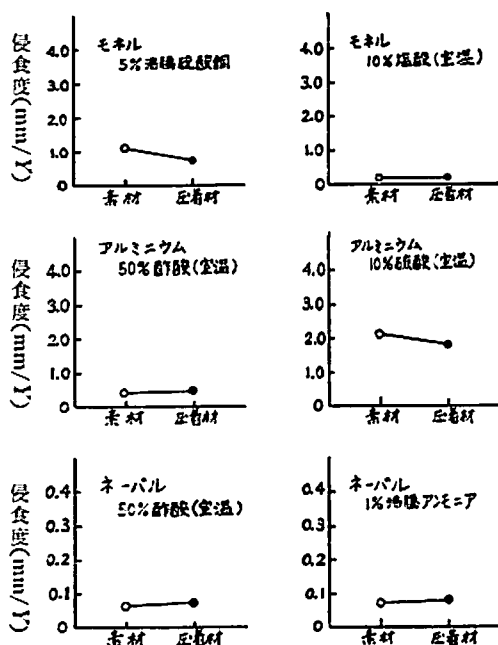 モネル
5%沸騰硫酸銅
侵食度(mm/Y)
4.0
3.0
2.0
1.0
0
素材
圧着材
モネル
10%塩酸(室温)
4.0
3.0
2.0
1.0
0
素材
圧着材
アルミニウム
50%酢酸(室温)
侵食度(mm/Y)
4.0
3.0
2.0
1.0
0
素材
圧着材
アルミニウム
10%硫酸(室温)
4.0
3.0
2.0
1.0
0
素材
圧着材
ネーバル
50%酢酸(室温)
侵食度(mm/Y)
0.4
0.3
0.2
0.1
0
素材
圧着材
ネーバル
1%沸騰アンモニア
0.4
0.3
0.2
0.1
0
素材
圧着材